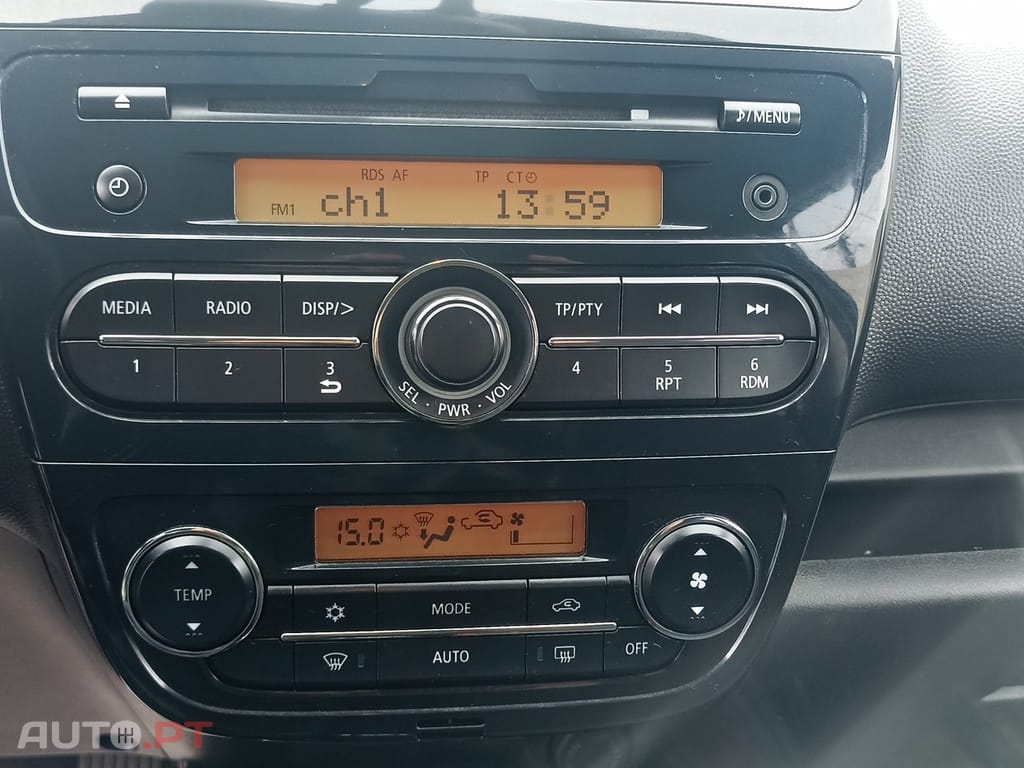 ♪/MENU
RDS AF TP CT
FM1 ch1 13:59
MEDIA RADIO DISP/> TP/PTY
1 2 3 4 5 RPT 6 RDM
SEL · PWR · VOL
15.0
TEMP MODE
AUTO OFF
AUTO.PT